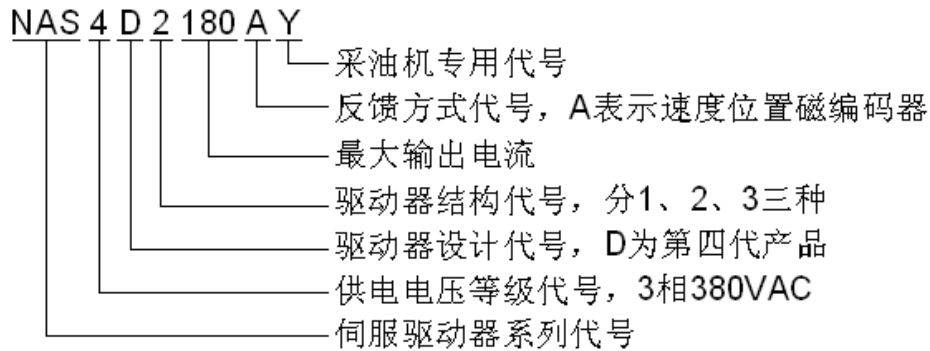 NAS 4 D 2 180 A Y
采油机专用代号
反馈方式代号，A表示速度位置磁编码器
最大输出电流
驱动器结构代号，分1、2、3三种
驱动器设计代号，D为第四代产品
供电电压等级代号，3相380VAC
伺服驱动器系列代号